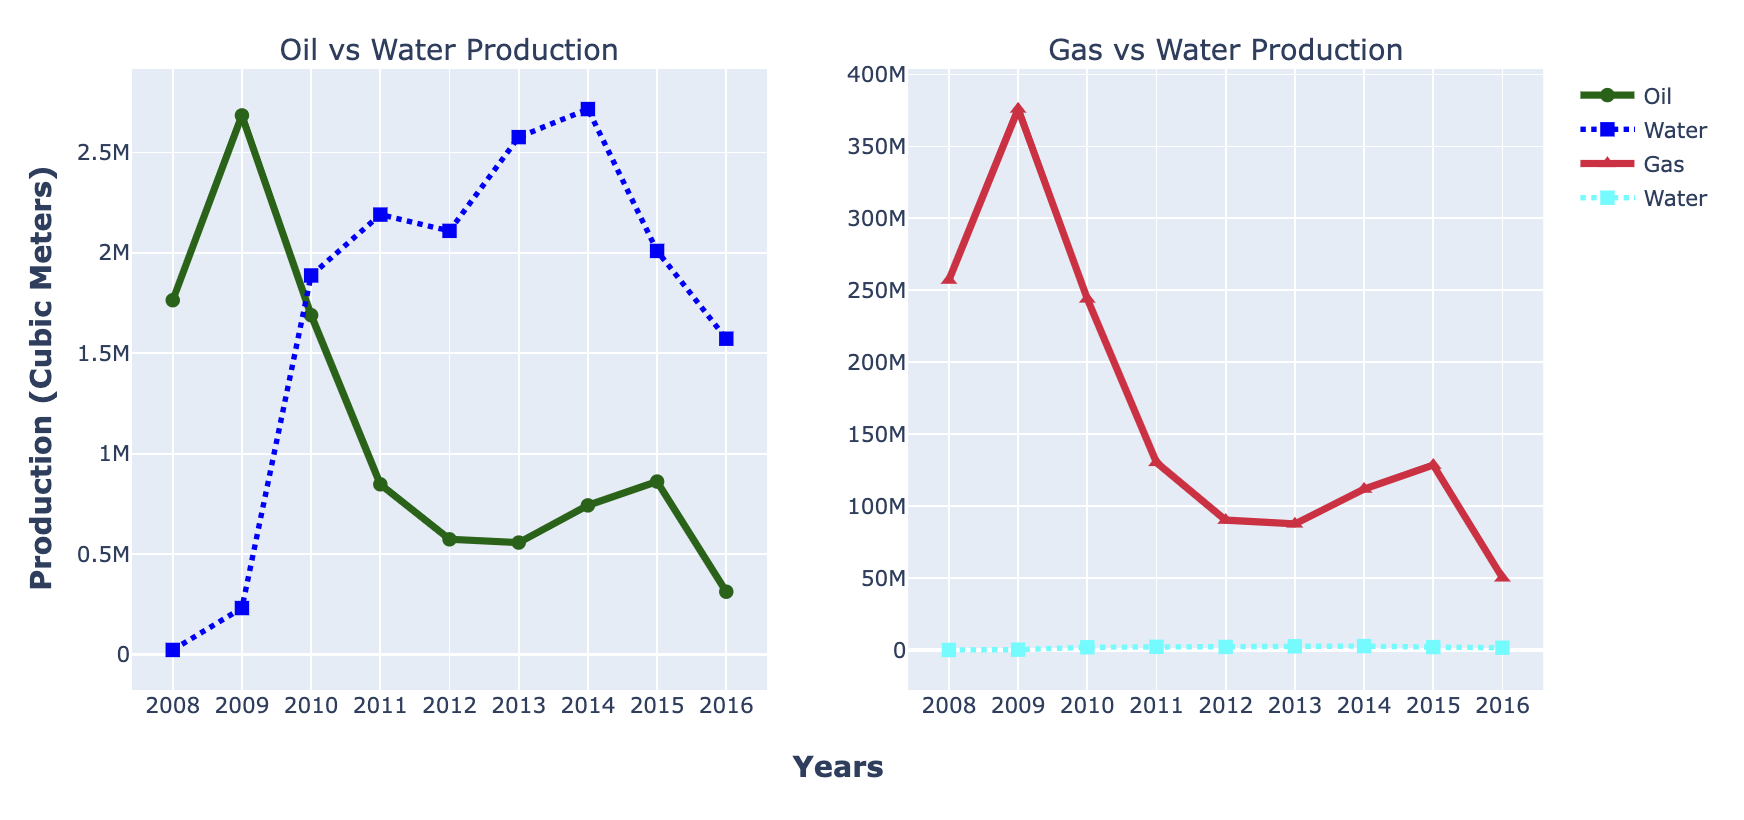 Oil vs Water Production
Gas vs Water Production
Production (Cubic Meters)
2.5M
2M
1.5M
1M
0.5M
0
2008 2009 2010 2011 2012 2013 2014 2015 2016
400M
350M
300M
250M
200M
150M
100M
50M
0
2008 2009 2010 2011 2012 2013 2014 2015 2016
Oil
Water
Gas
Water
Years